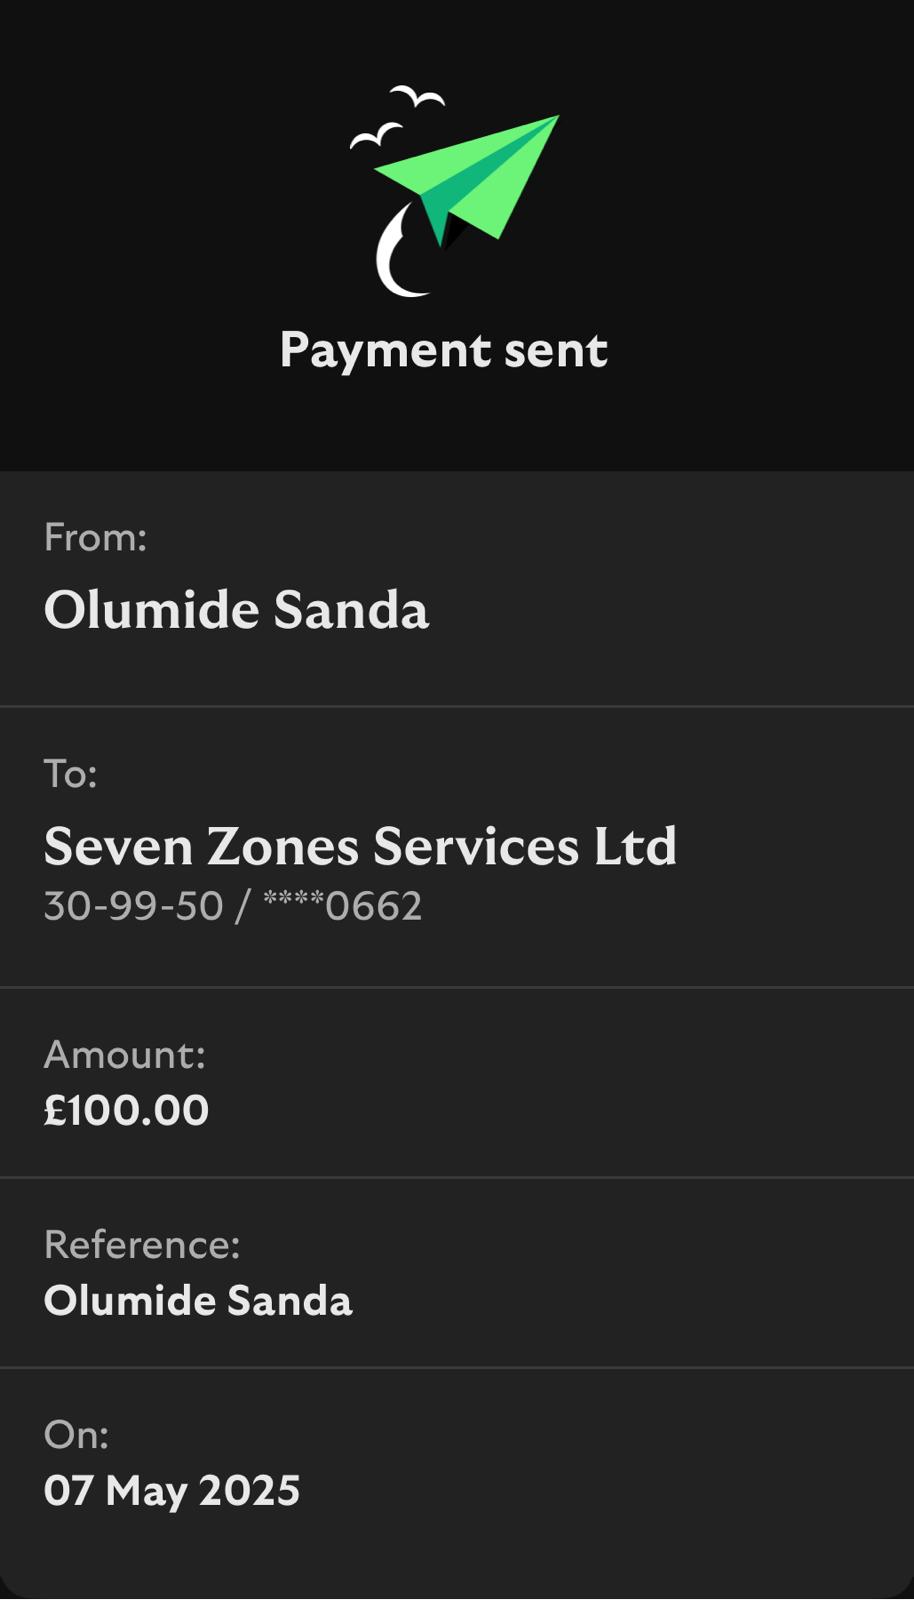 Payment sent
From:
Olumide Sanda
To:
Seven Zones Services Ltd
30-99-50 / ****0662
Amount:
£100.00
Reference:
Olumide Sanda
On:
07 May 2025